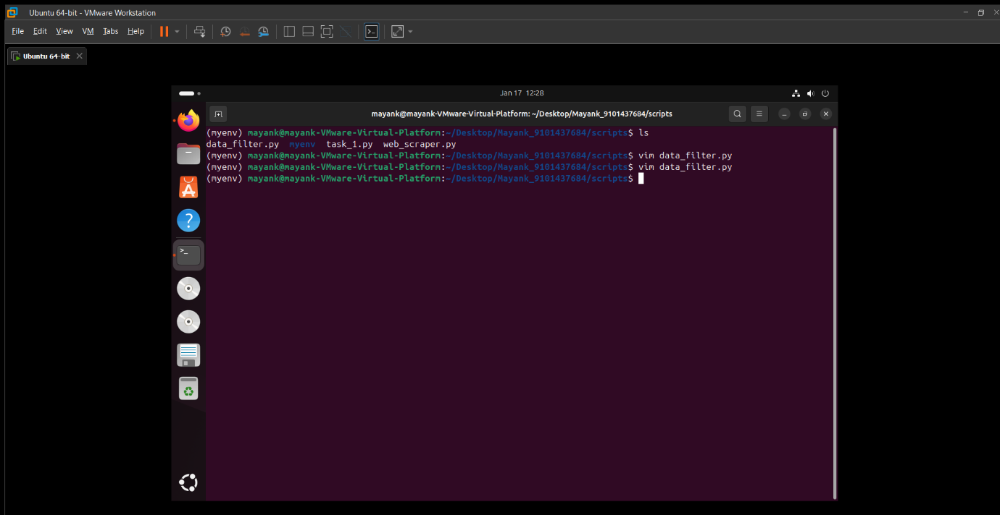 Ubuntu 64-bit - VMware Workstation
File Edit View VM Tabs Help
Ubuntu 64-bit
Jan 17 12:28
mayank@mayank-VMware-Virtual-Platform: ~/Desktop/Mayank_9101437684/scripts
(myenv) mayank@mayank-VMware-Virtual-Platform:~/Desktop/Mayank_9101437684/scripts$ ls
data_filter.py myenv task_1.py web_scraper.py
(myenv) mayank@mayank-VMware-Virtual-Platform:~/Desktop/Mayank_9101437684/scripts$ vim data_filter.py
(myenv) mayank@mayank-VMware-Virtual-Platform:~/Desktop/Mayank_9101437684/scripts$ vim data_filter.py
(myenv) mayank@mayank-VMware-Virtual-Platform:~/Desktop/Mayank_9101437684/scripts$